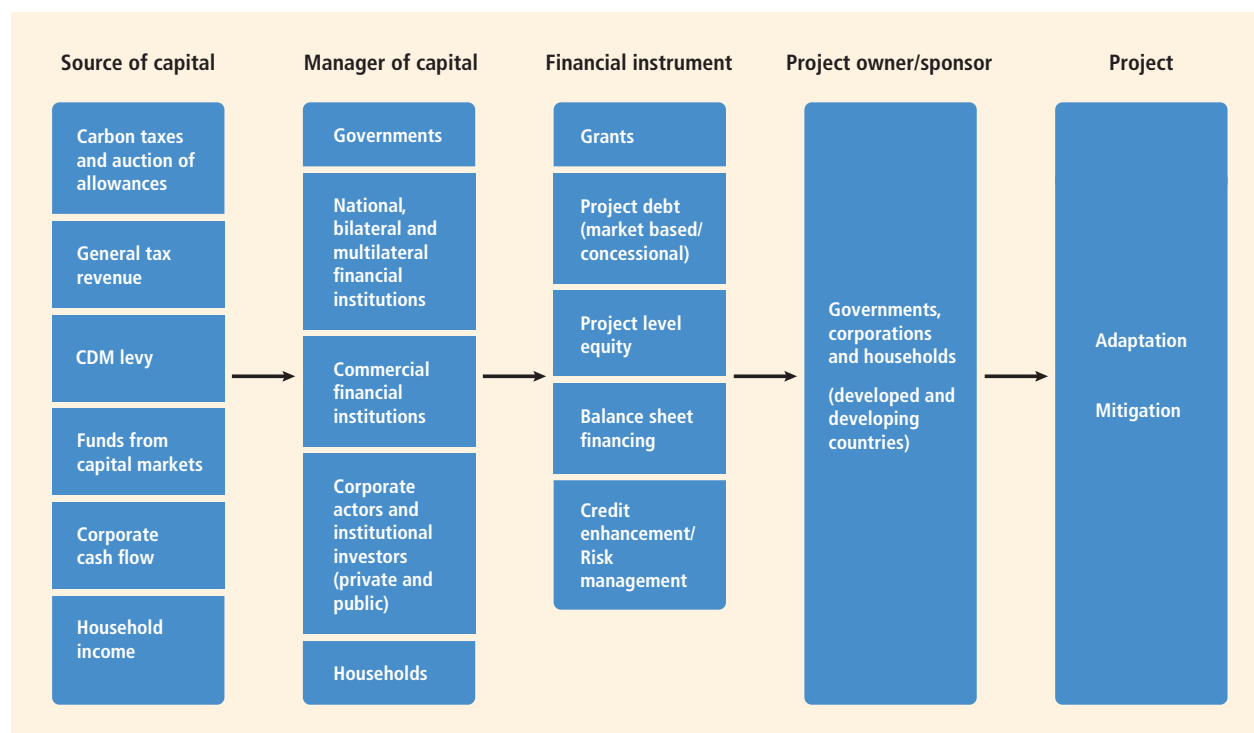 Source of capital
Carbon taxes
and auction of
allowances
General tax
revenue
CDM levy
Funds from
capital markets
Corporate
cash flow
Household
income
Manager of capital
Governments
National,
bilateral and
multilateral
financial
institutions
Commercial
financial
institutions
Corporate
actors and
institutional
investors
(private and
public)
Households
Financial instrument
Grants
Project debt
(market based/
concessional)
Project level
equity
Balance sheet
financing
Credit
enhancement/
Risk
management
Project owner/sponsor
Governments,
corporations
and households
(developed and
developing
countries)
Project
Adaptation
Mitigation